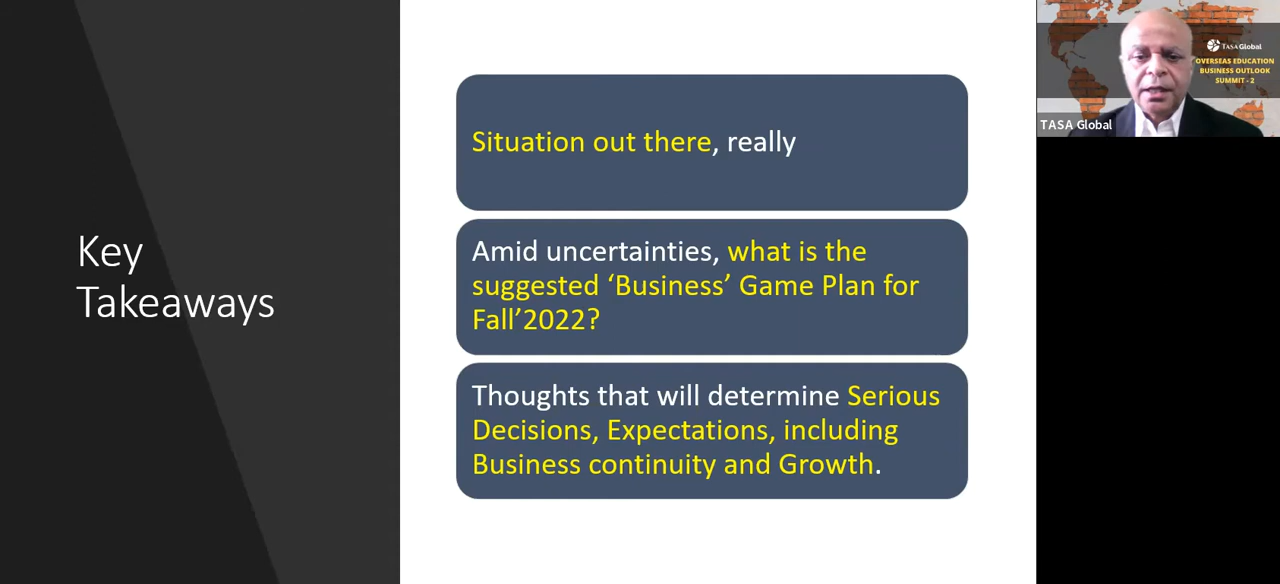 Key
Takeaways
Situation out there, really
Amid uncertainties, what is the
suggested ‘Business’ Game Plan for
Fall’2022?
Thoughts that will determine Serious
Decisions, Expectations, including
Business continuity and Growth.
TASA Global
OVERSEAS EDUCATION
BUSINESS OUTLOOK
SUMMIT - 2
TASA Global